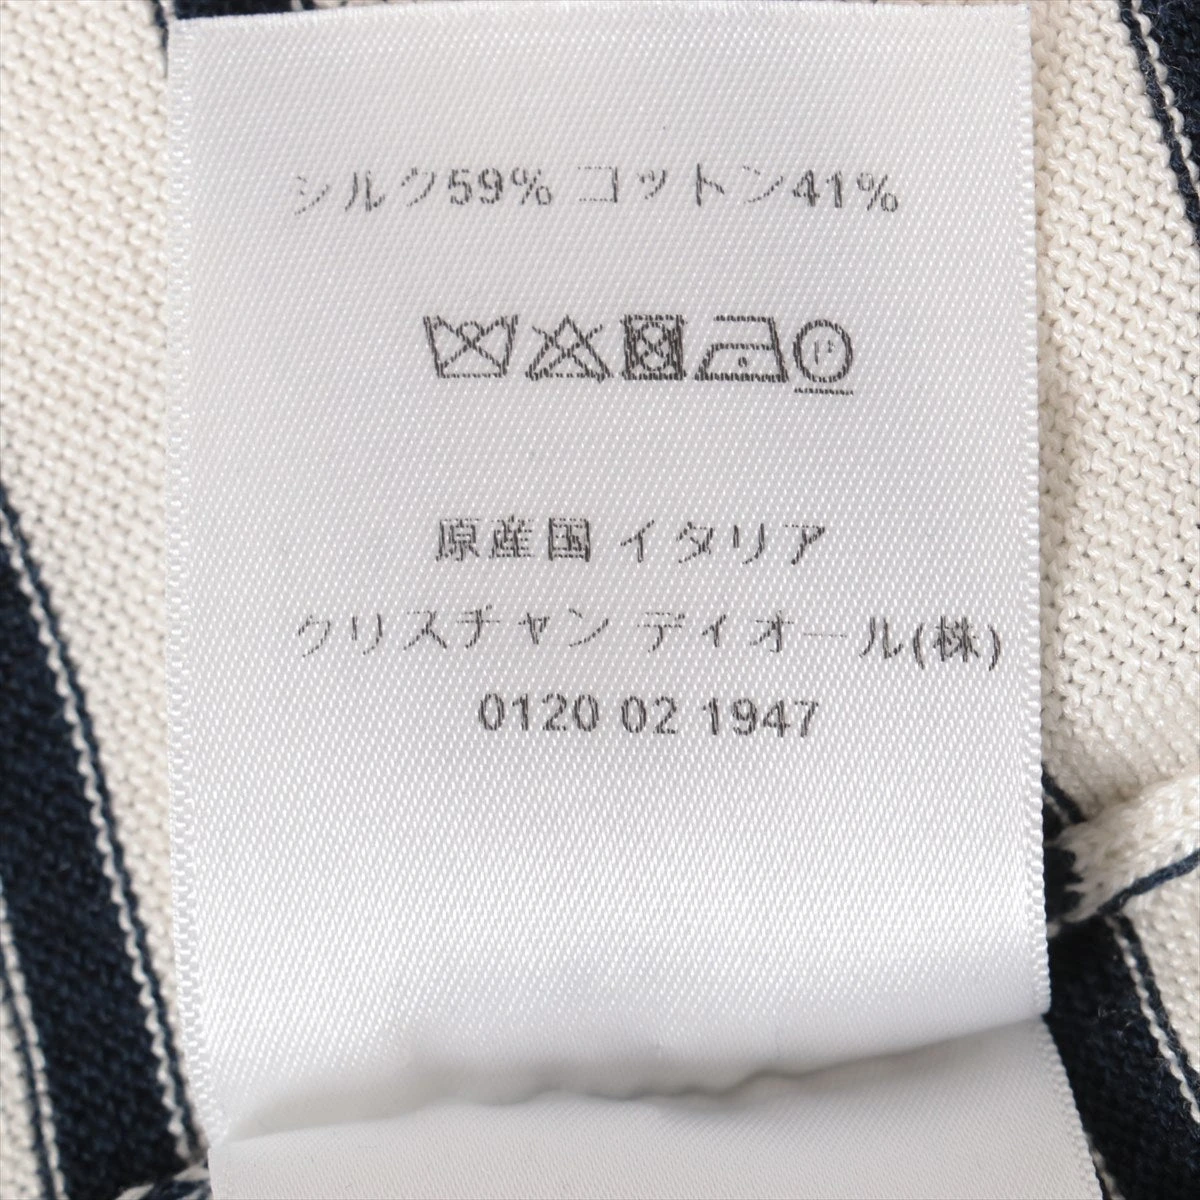 シルク59% コットン41%
P
原産国 イタリア
クリスチャン ディオール(株)
0120 02 1947